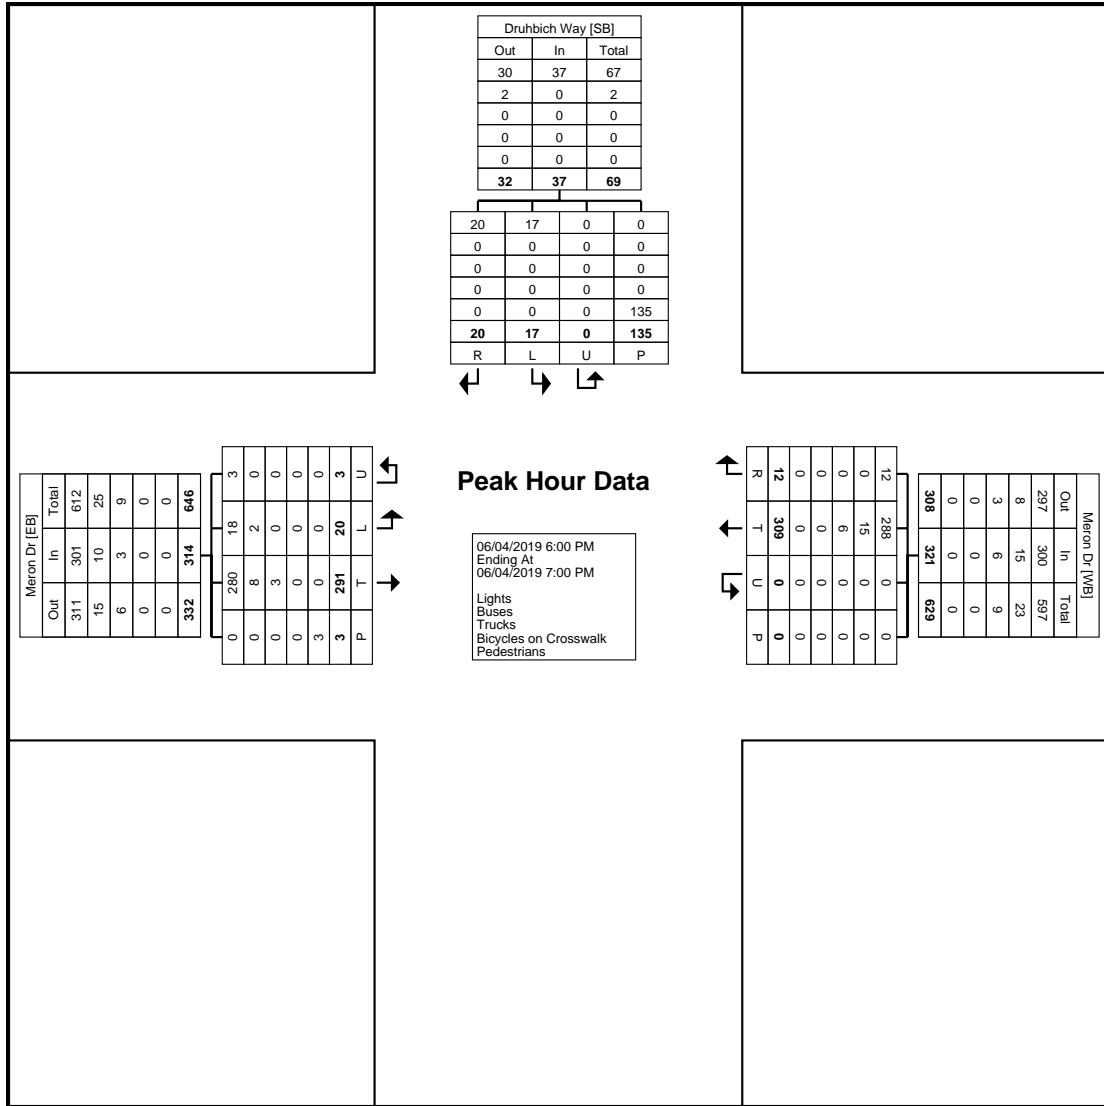 Druhbich Way [SB]
Out In Total
30 37 67
2 0 2
0 0 0
0 0 0
0 0 0
32 37 69
20 17 0 0
0 0 0 0
0 0 0 0
0 0 0 0
0 0 0 135
20 17 0 135
R L U P
Meron Dr [EB]
Total In Out
612 301 311
25 10 15
9 3 6
0 0 0
0 0 0
646 314 332
3 18 280 0
0 2 8 0
0 0 3 0
0 0 0 0
0 0 0 3
3 20 291 3
U L T P
Peak Hour Data
06/04/2019 6:00 PM
Ending At
06/04/2019 7:00 PM
Lights
Buses
Trucks
Bicycles on Crosswalk
Pedestrians
R T U P
12 309 0 0
0 0 0 0
0 0 0 0
0 6 0 0
0 15 0 0
12 288 0 0
Meron Dr [WB]
Out In Total
297 300 597
8 15 23
3 6 9
0 0 0
0 0 0
308 321 629